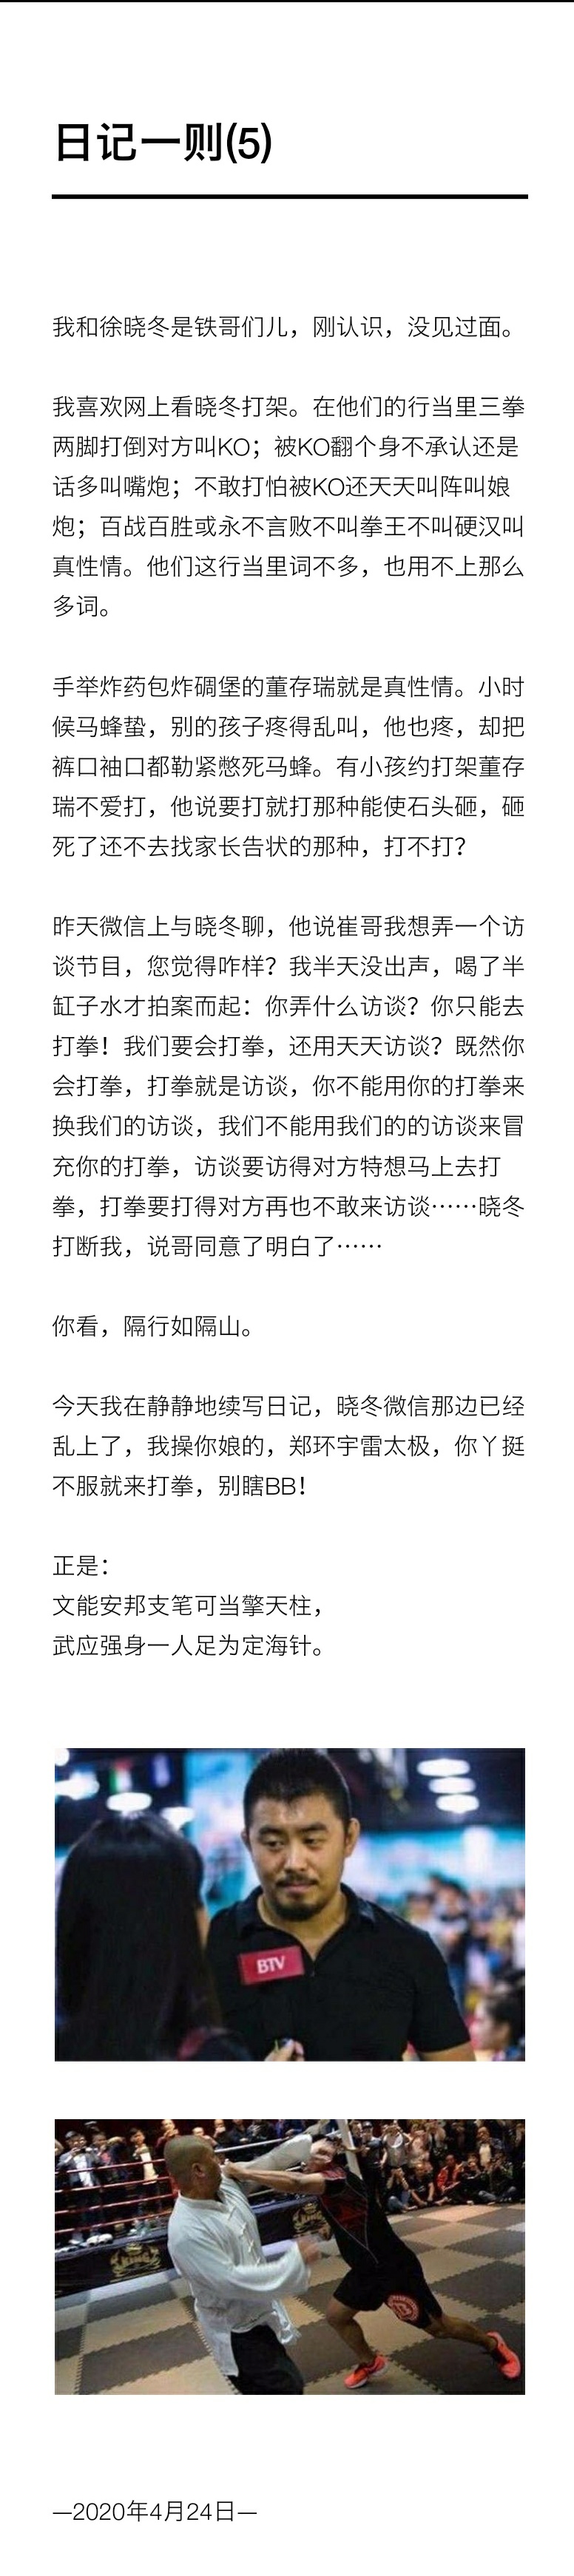 日记一则(5)
我和徐晓冬是铁哥们儿，刚认识，没见过面。
我喜欢网上看晓冬打架。在他们的行当里三拳
两脚打倒对方叫KO；被KO翻个身不承认还是
话多叫嘴炮；不敢打怕被KO还天天叫阵叫娘
炮；百战百胜或永不言败不叫拳王不叫硬汉叫
真性情。他们这行当里词不多，也用不上那么
多词。
手举炸药包炸碉堡的董存瑞就是真性情。小时
候马蜂蛰，别的孩子疼得乱叫，他也疼，却把
裤口袖口都勒紧憋死马蜂。有小孩约打架董存
瑞不爱打，他说要打就打那种能使石头砸，砸
死了还不去找家长告状的那种，打不打？
昨天微信上与晓冬聊，他说崔哥我想弄一个访
谈节目，您觉得咋样？我半天没出声，喝了半
缸子水才拍案而起：你弄什么访谈？你只能去
打拳！我们要会打拳，还用天天访谈？既然你
会打拳，打拳就是访谈，你不能用你的打拳来
换我们的访谈，我们不能用我们的的访谈来冒
充你的打拳，访谈要访得对方特想马上去打
拳，打拳要打得对方再也不敢来访谈……晓冬
打断我，说哥同意了明白了……
你看，隔行如隔山。
今天我在静静地续写日记，晓冬微信那边已经
乱上了，我操你娘的，郑环宇雷太极，你丫挺
不服就来打拳，别瞎BB！
正是：
文能安邦支笔可当擎天柱，
武应强身一人足为定海针。
BTV
—2020年4月24日—